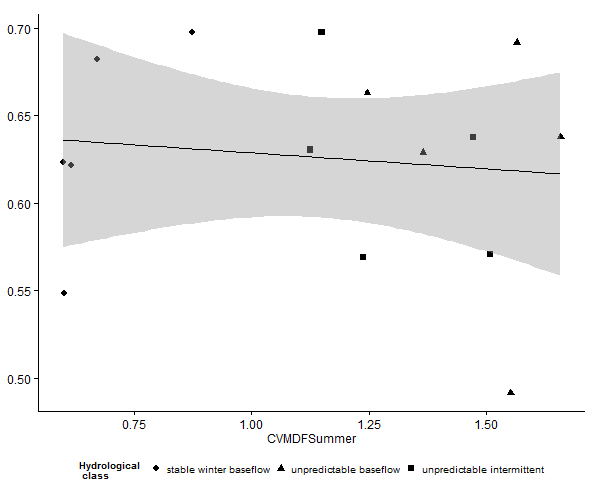 0.70
0.65
0.60
0.55
0.50
0.75 1.00 1.25 1.50
CVMDFSummer
Hydrological
class
stable winter baseflow unpredictable baseflow unpredictable intermittent